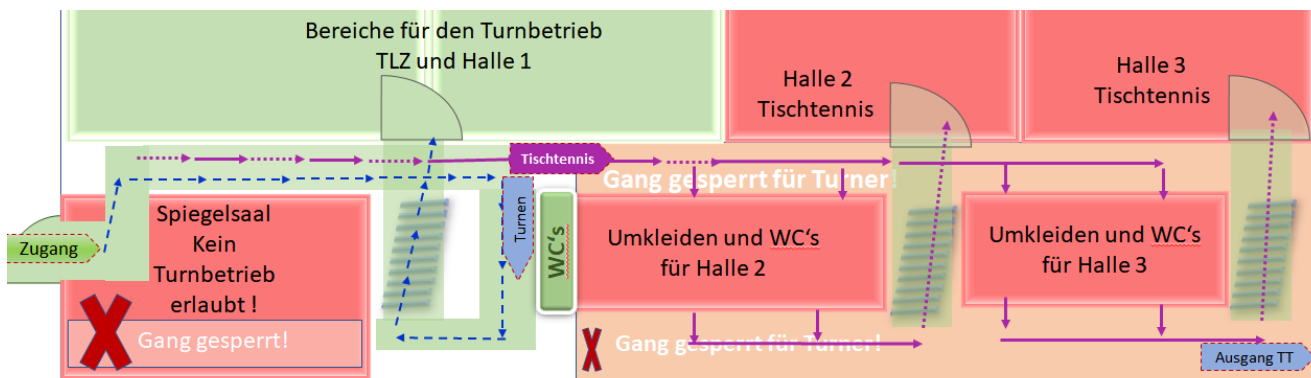 Bereiche für den Turnbetrieb
TLZ und Halle 1
Halle 2
Tischtennis
Halle 3
Tischtennis
Tischtennis
Gang gesperrt für Turner!
Zugang
Spiegelsaal
Kein
Turnbetrieb
erlaubt !
Gang gesperrt!
Turnen
WC's
Umkleiden und WC's
für Halle 2
Umkleiden und WC's
für Halle 3
Gang gesperrt für Turner!
Ausgang TT